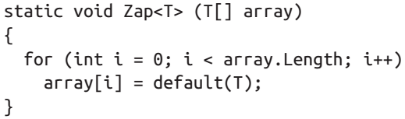 static void Zap<T> (T[] array)
{
  for (int i = 0; i < array.Length; i++)
    array[i] = default(T);
}